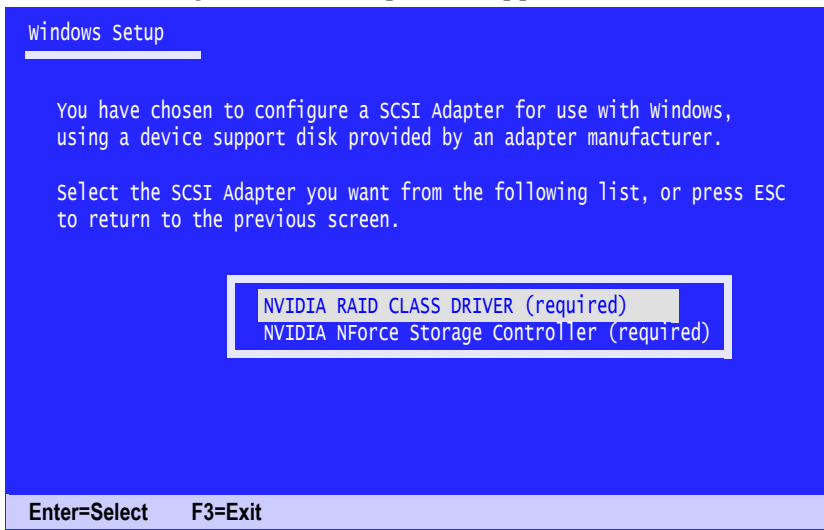 Windows Setup
You have chosen to configure a SCSI Adapter for use with Windows,
using a device support disk provided by an adapter manufacturer.
Select the SCSI Adapter you want from the following list, or press ESC
to return to the previous screen.
NVIDIA RAID CLASS DRIVER (required)
NVIDIA NForce Storage Controller (required)
Enter=Select F3=Exit